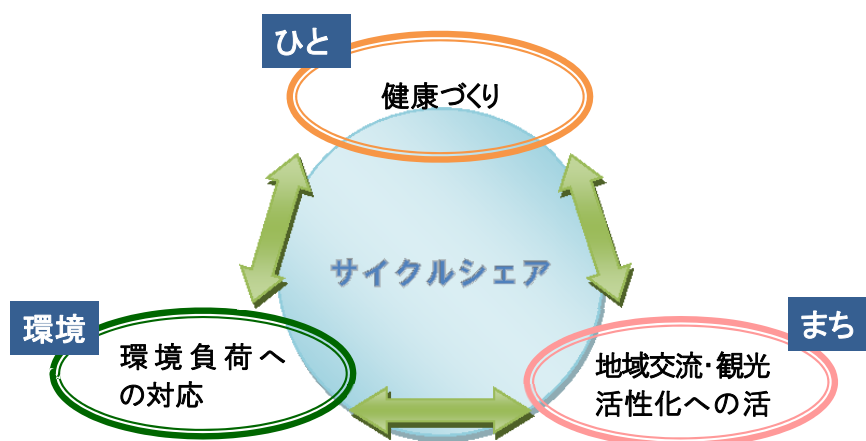 ひと
健康づくり
サイクルシェア
環境
環境負荷へ
の対応
まち
地域交流・観光
活性化への活